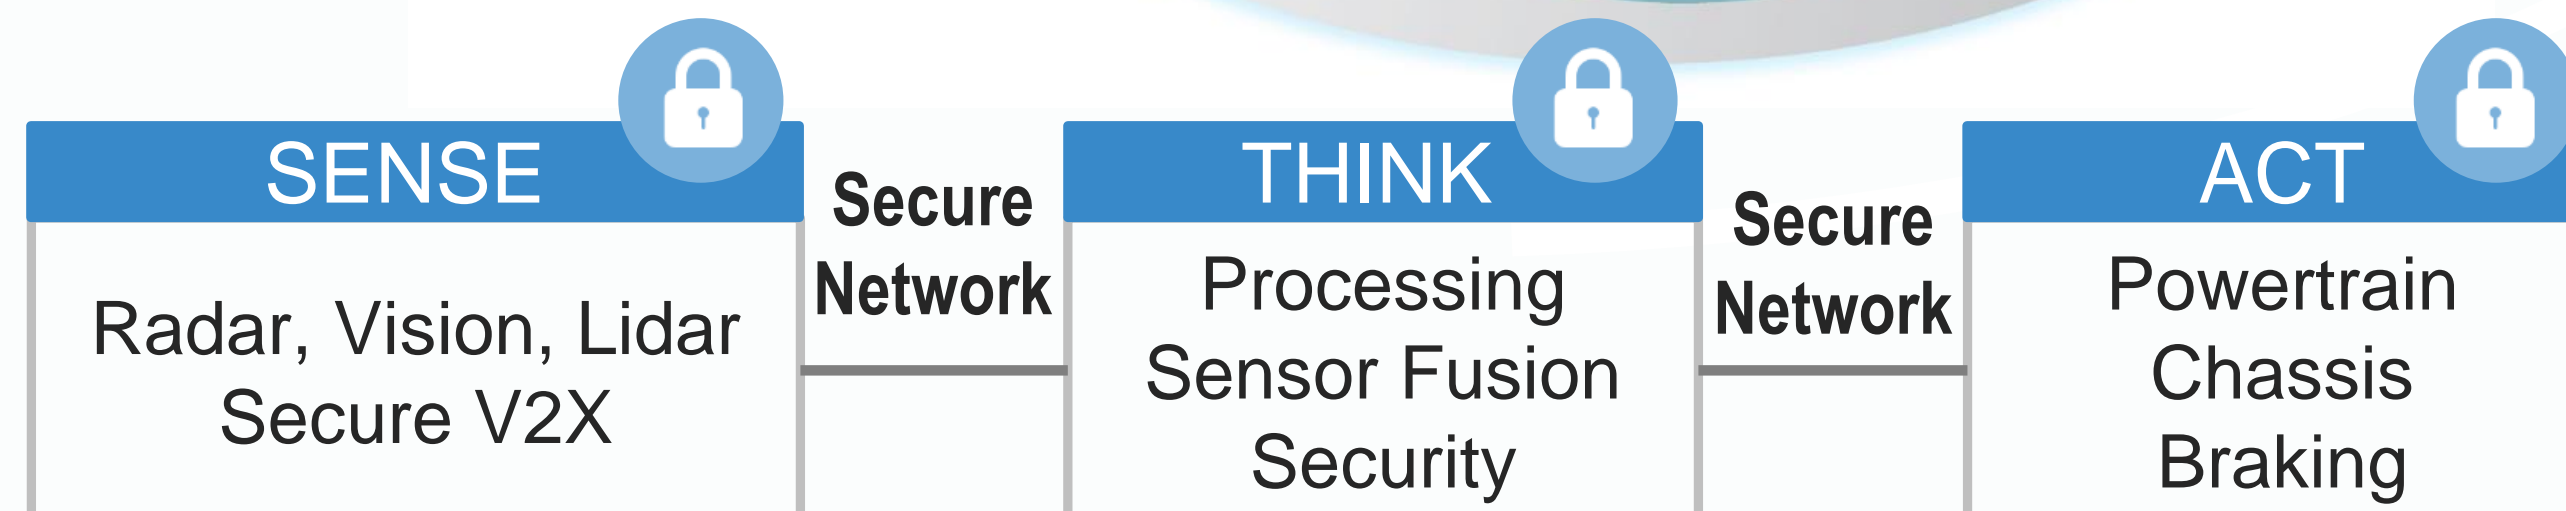 SENSE
Radar, Vision, Lidar
Secure V2X
Secure
Network
THINK
Processing
Sensor Fusion
Security
Secure
Network
ACT
Powertrain
Chassis
Braking